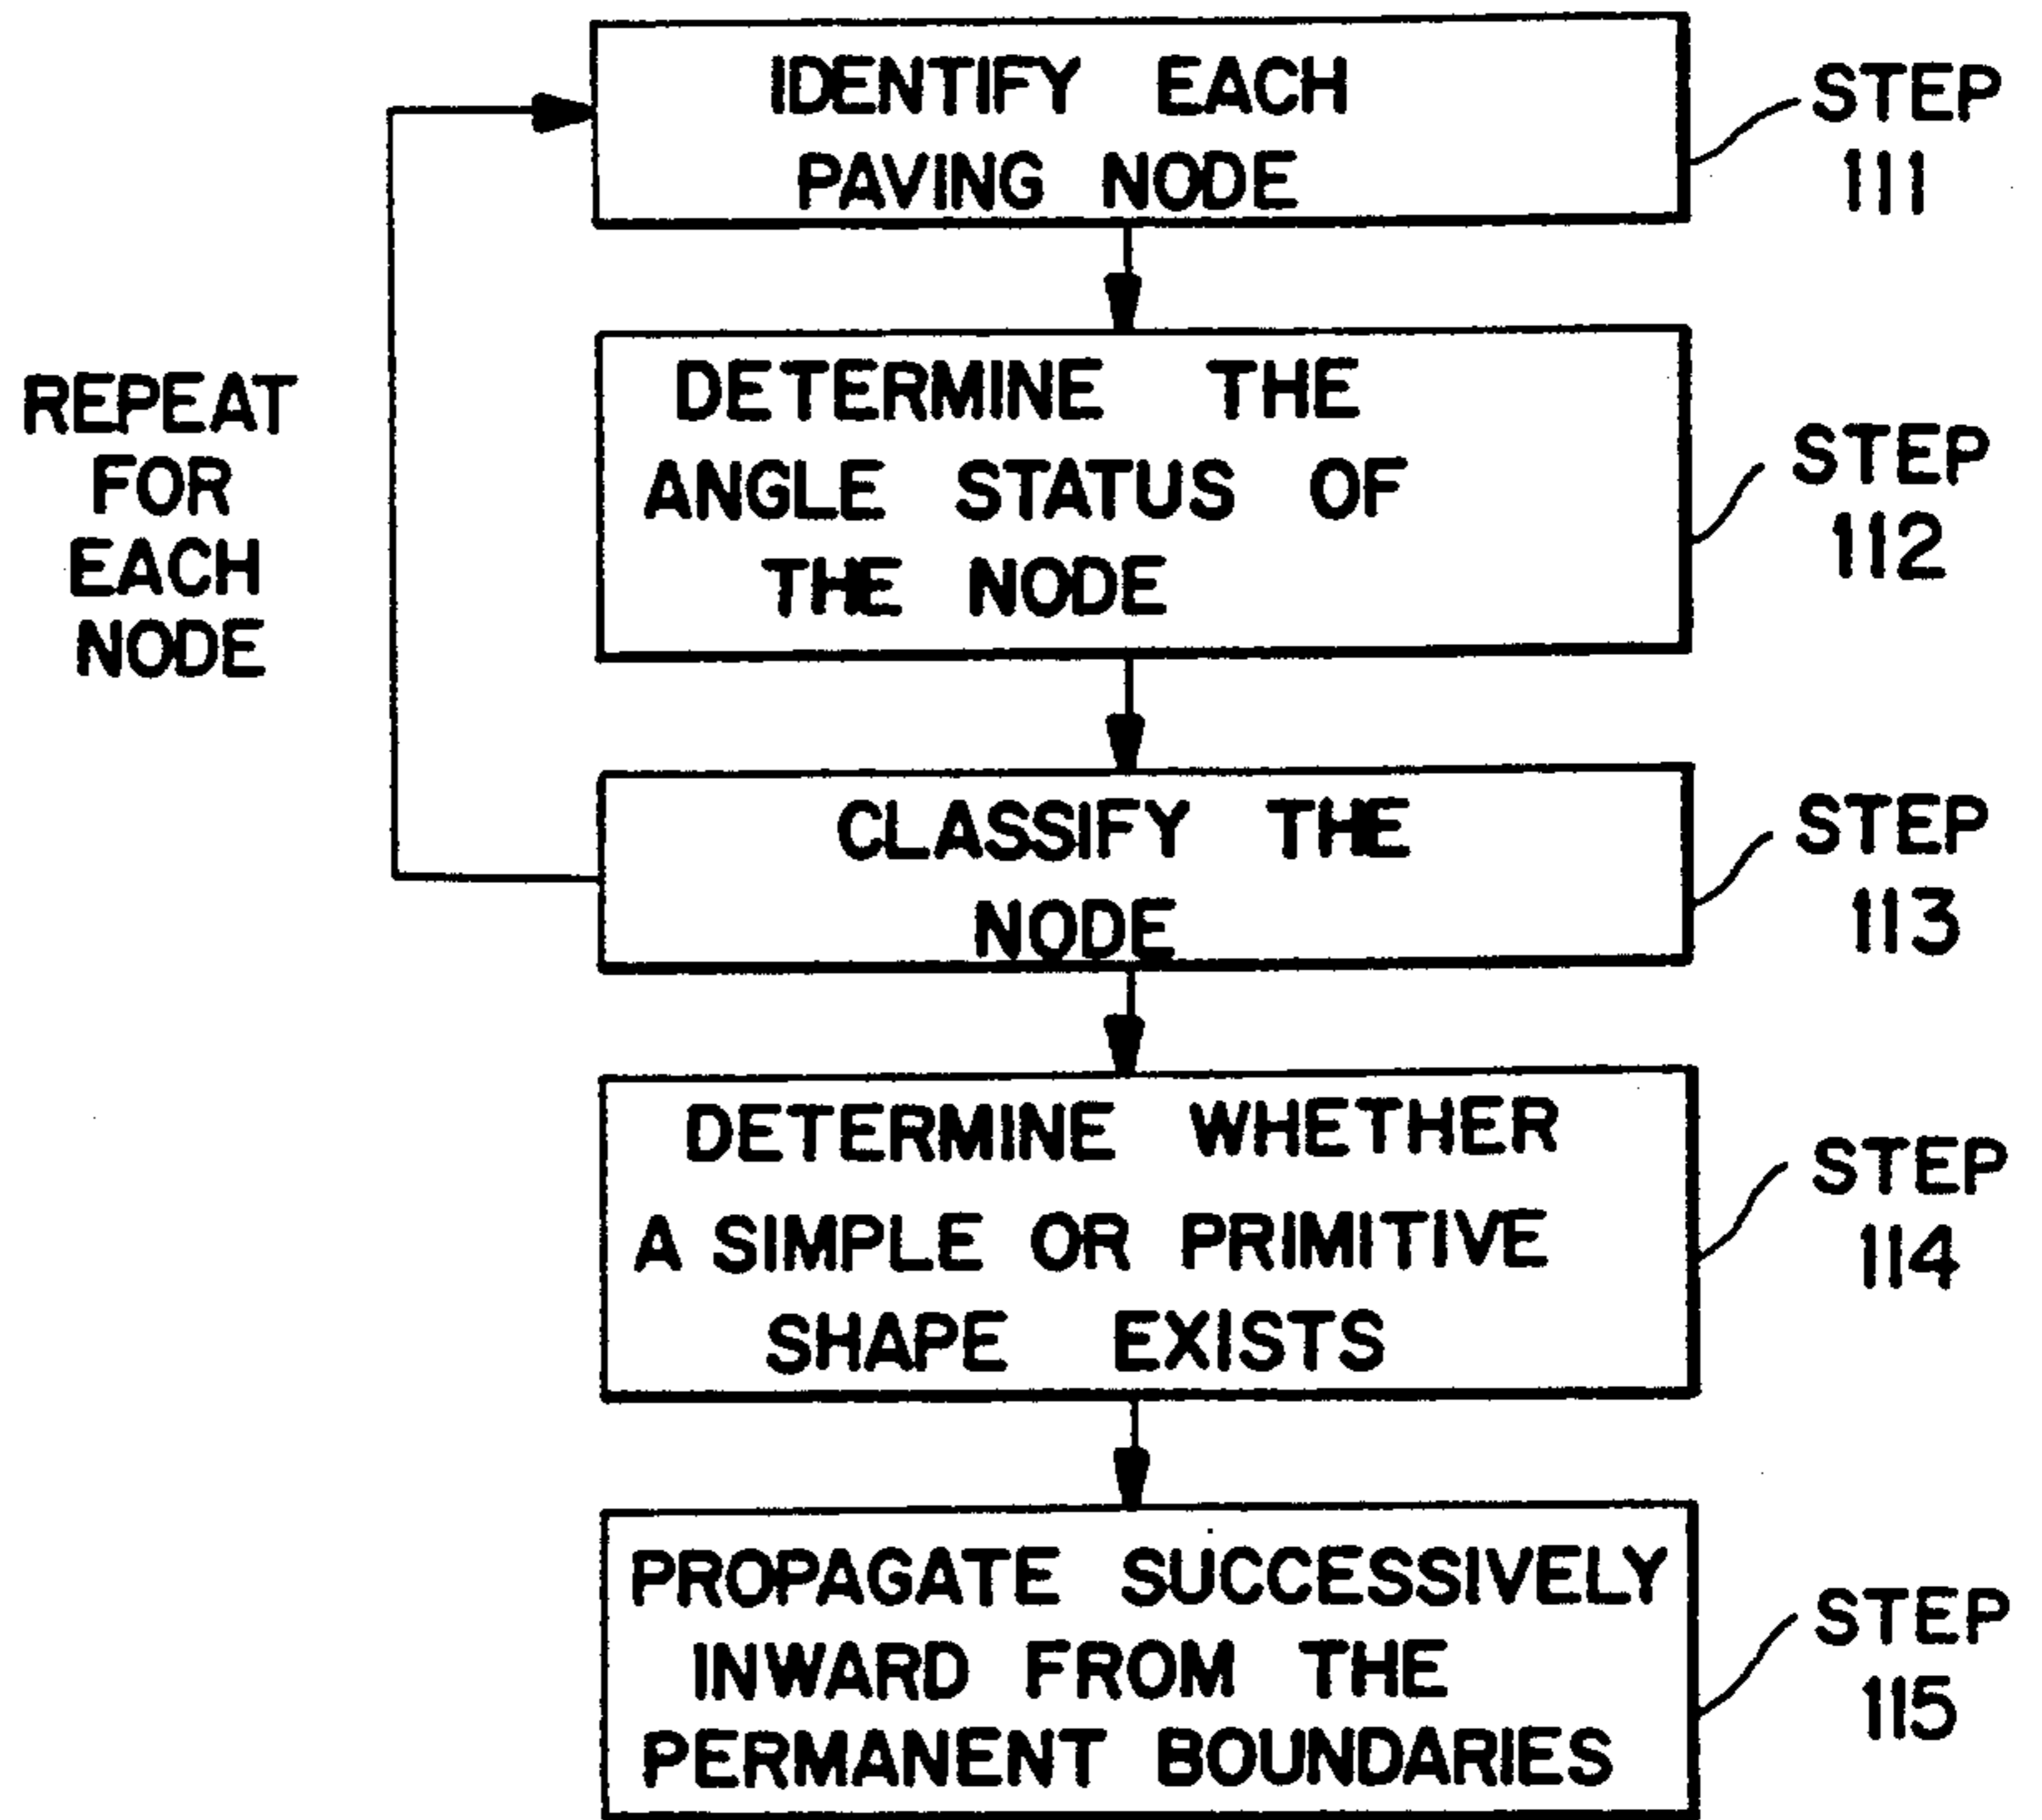 IDENTIFY EACH
PAVING NODE
STEP
111
DETERMINE THE
ANGLE STATUS OF
THE NODE
STEP
112
REPEAT
FOR
EACH
NODE
CLASSIFY THE
NODE
STEP
113
DETERMINE WHETHER
A SIMPLE OR PRIMITIVE
SHAPE EXISTS
STEP
114
PROPAGATE SUCCESSIVELY
INWARD FROM THE
PERMANENT BOUNDARIES
STEP
115